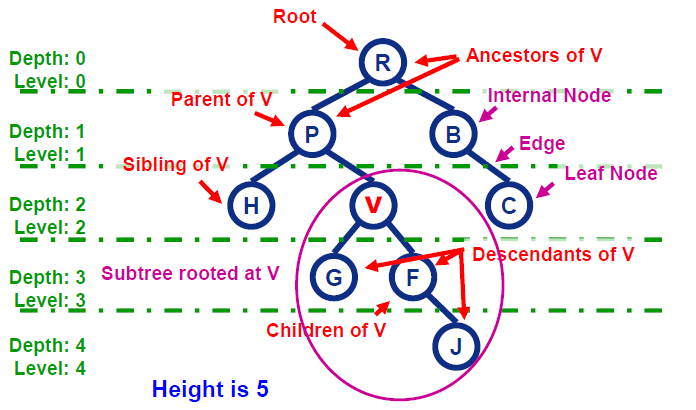 Root
Depth: 0
Level: 0
R
Ancestors of V
Parent of V
Internal Node
Depth: 1
Level: 1
P
B
Edge
Sibling of V
Leaf Node
Depth: 2
Level: 2
H
V
C
Descendants of V
Depth: 3
Level: 3
Subtree rooted at V
G
F
Children of V
Depth: 4
Level: 4
J
Height is 5